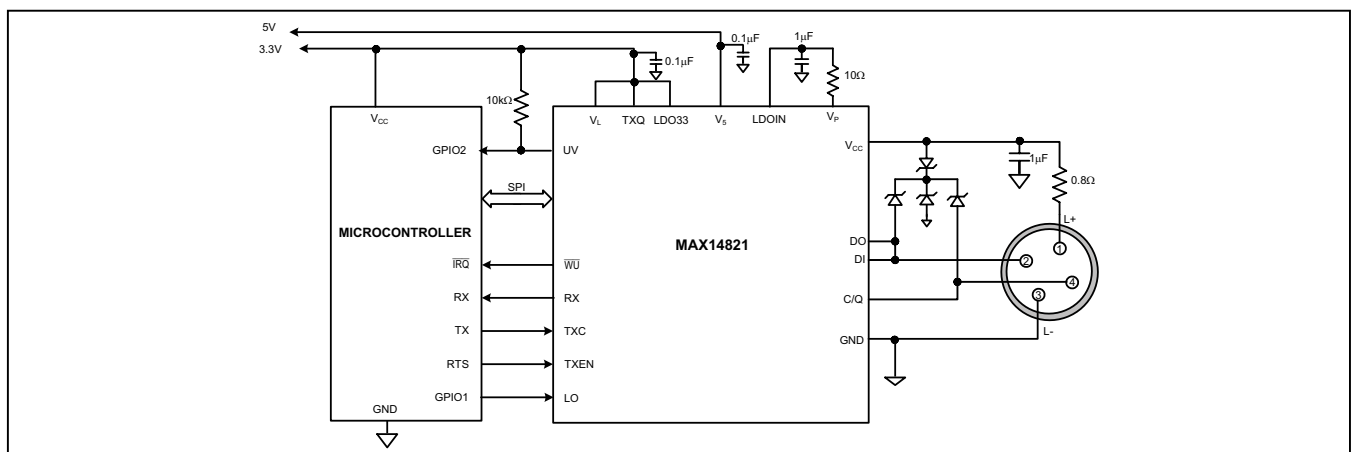 5V
3.3V
0.1μF
1μF
0.1μF
10Ω
10kΩ
VCC
VL
TXQ
LDO33
V5
LDOIN
VP
VCC
GPIO2
UV
1μF
0.8Ω
SPI
L+
MICROCONTROLLER
MAX14821
DO
DI
1
2
IRQ
WU
4
RX
RX
C/Q
3
TX
TXC
L-
GND
RTS
TXEN
GPIO1
LO
GND